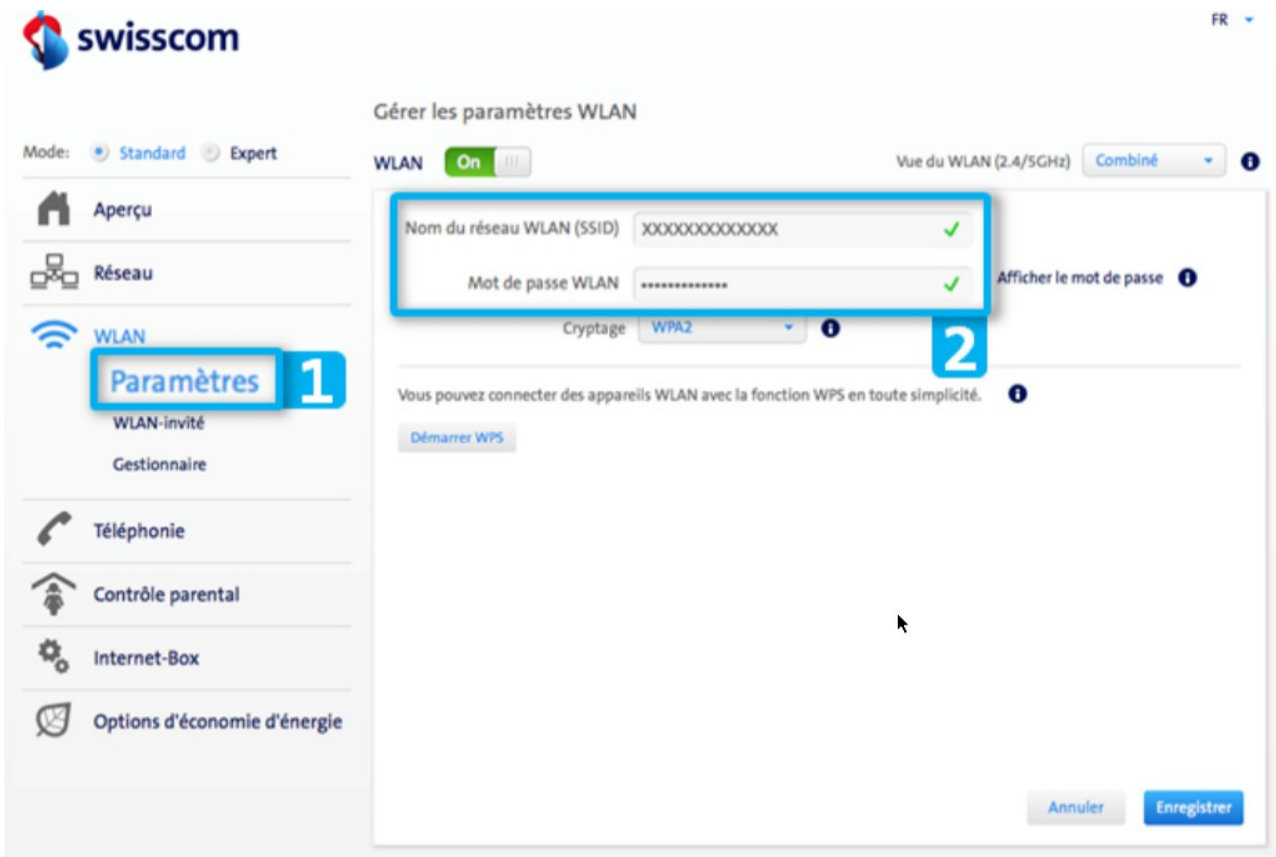 swisscom
FR
Gérer les paramètres WLAN
Mode: Standard Expert
WLAN On
Vue du WLAN (2.4/5GHz) Combiné
Aperçu
Réseau
WLAN
Paramètres 1
WLAN-invité
Gestionnaire
Téléphonie
Contrôle parental
Internet-Box
Options d'économie d'énergie
Nom du réseau WLAN (SSID) XXXXXXXXXXXXX
Mot de passe WLAN •••••••••••••
Afficher le mot de passe
2
Cryptage WPA2
Vous pouvez connecter des appareils WLAN avec la fonction WPS en toute simplicité.
Démarrer WPS
Annuler Enregistrer